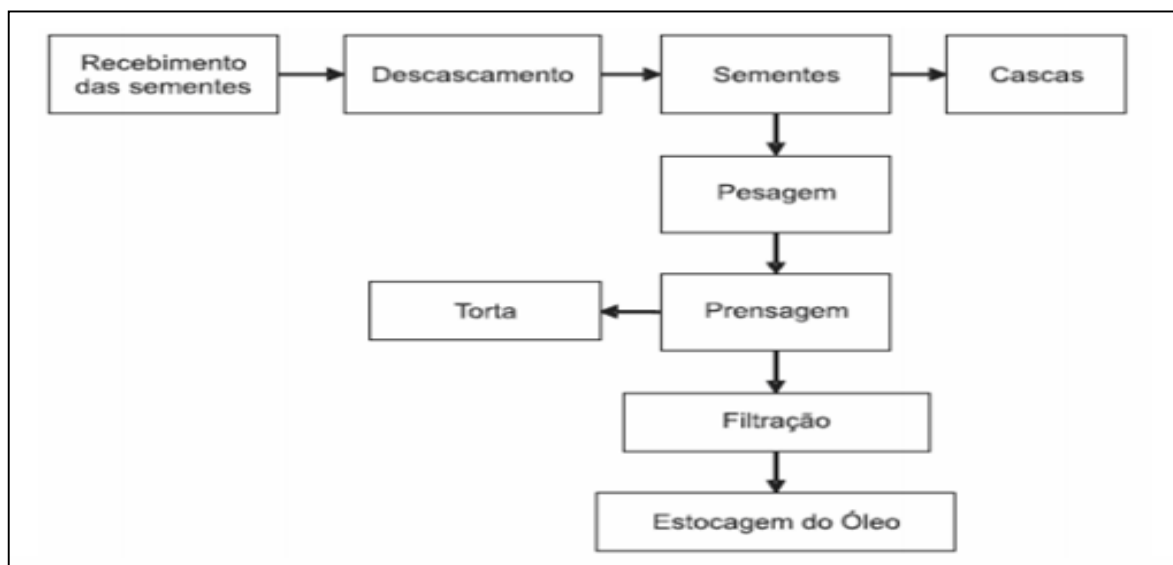 Recebimento
das sementes
Descascamento
Sementes
Cascas
Pesagem
Torta
Prensagem
Filtração
Estocagem do Óleo